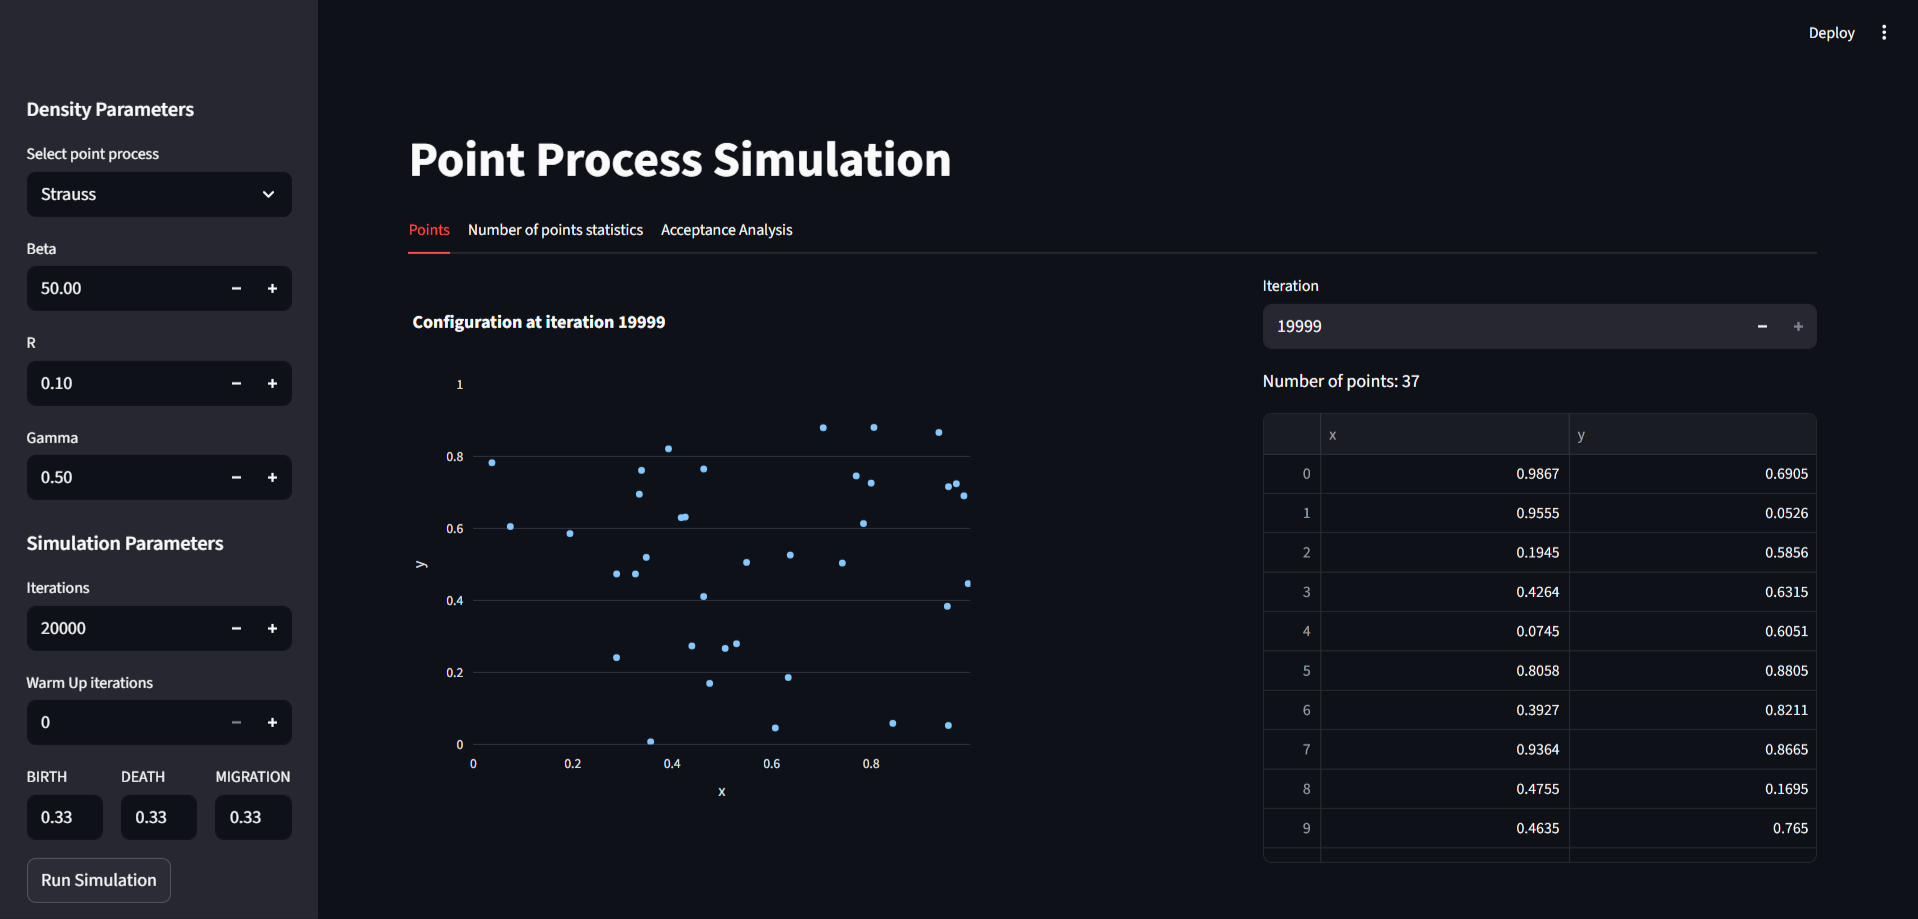 Deploy
Density Parameters
Select point process
Strauss
Beta
50.00
R
0.10
Gamma
0.50
Simulation Parameters
Iterations
20000
Warm Up iterations
0
BIRTH DEATH MIGRATION
0.33 0.33 0.33
Run Simulation
Point Process Simulation
Points Number of points statistics Acceptance Analysis
Configuration at iteration 19999
1
0.8
0.6
0.4
0.2
0
y
0 0.2 0.4 0.6 0.8
x
Iteration
19999
Number of points: 37
x y
0 0.9867 0.6905
1 0.9555 0.0526
2 0.1945 0.5856
3 0.4264 0.6315
4 0.0745 0.6051
5 0.8058 0.8805
6 0.3927 0.8211
7 0.9364 0.8665
8 0.4755 0.1695
9 0.4635 0.765